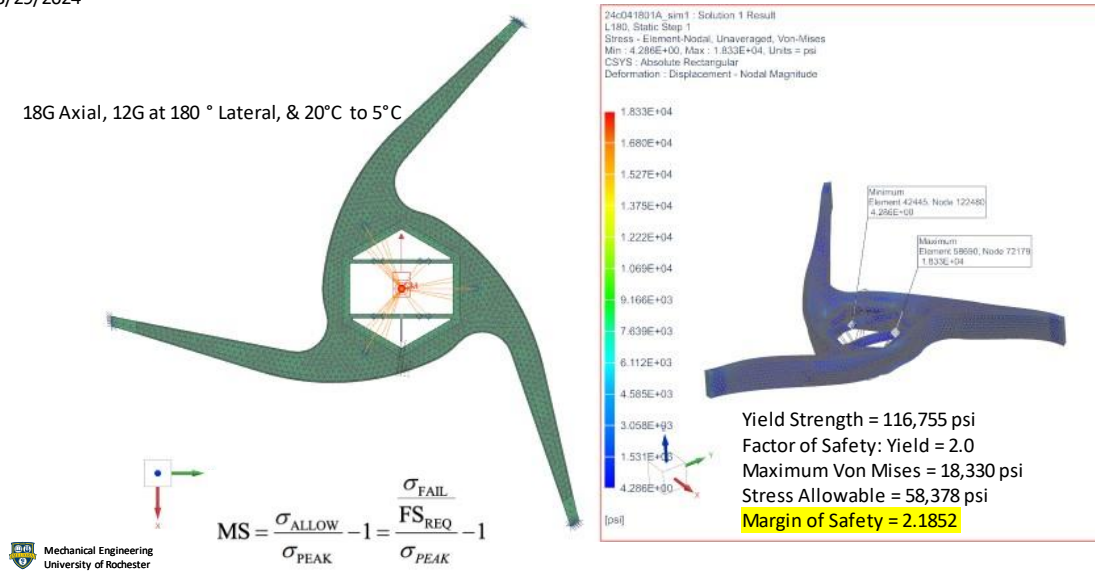 /29/2024
18G Axial, 12G at 180 ° Lateral, & 20°C to 5°C
MS = σALLOW / σPEAK − 1 = (σFAIL / FSREQ) / σPEAK − 1
Mechanical Engineering
University of Rochester
24c041801A_sim1 : Solution 1 Result
L180, Static Step 1
Stress - Element-Nodal, Unaveraged, Von-Mises
Min : 4.286E+00, Max : 1.833E+04, Units = psi
CSYS : Absolute Rectangular
Deformation : Displacement - Nodal Magnitude
1.833E+04
1.680E+04
1.527E+04
1.375E+04
1.222E+04
1.069E+04
9.166E+03
7.639E+03
6.112E+03
4.585E+03
3.058E+03
1.531E+03
4.286E+00
[psi]
Minimum
Element 42445, Node 122480
4.286E+00
Maximum
Element 58690, Node 72179
1.833E+04
Yield Strength = 116,755 psi
Factor of Safety: Yield = 2.0
Maximum Von Mises = 18,330 psi
Stress Allowable = 58,378 psi
Margin of Safety = 2.1852
X
Y
X